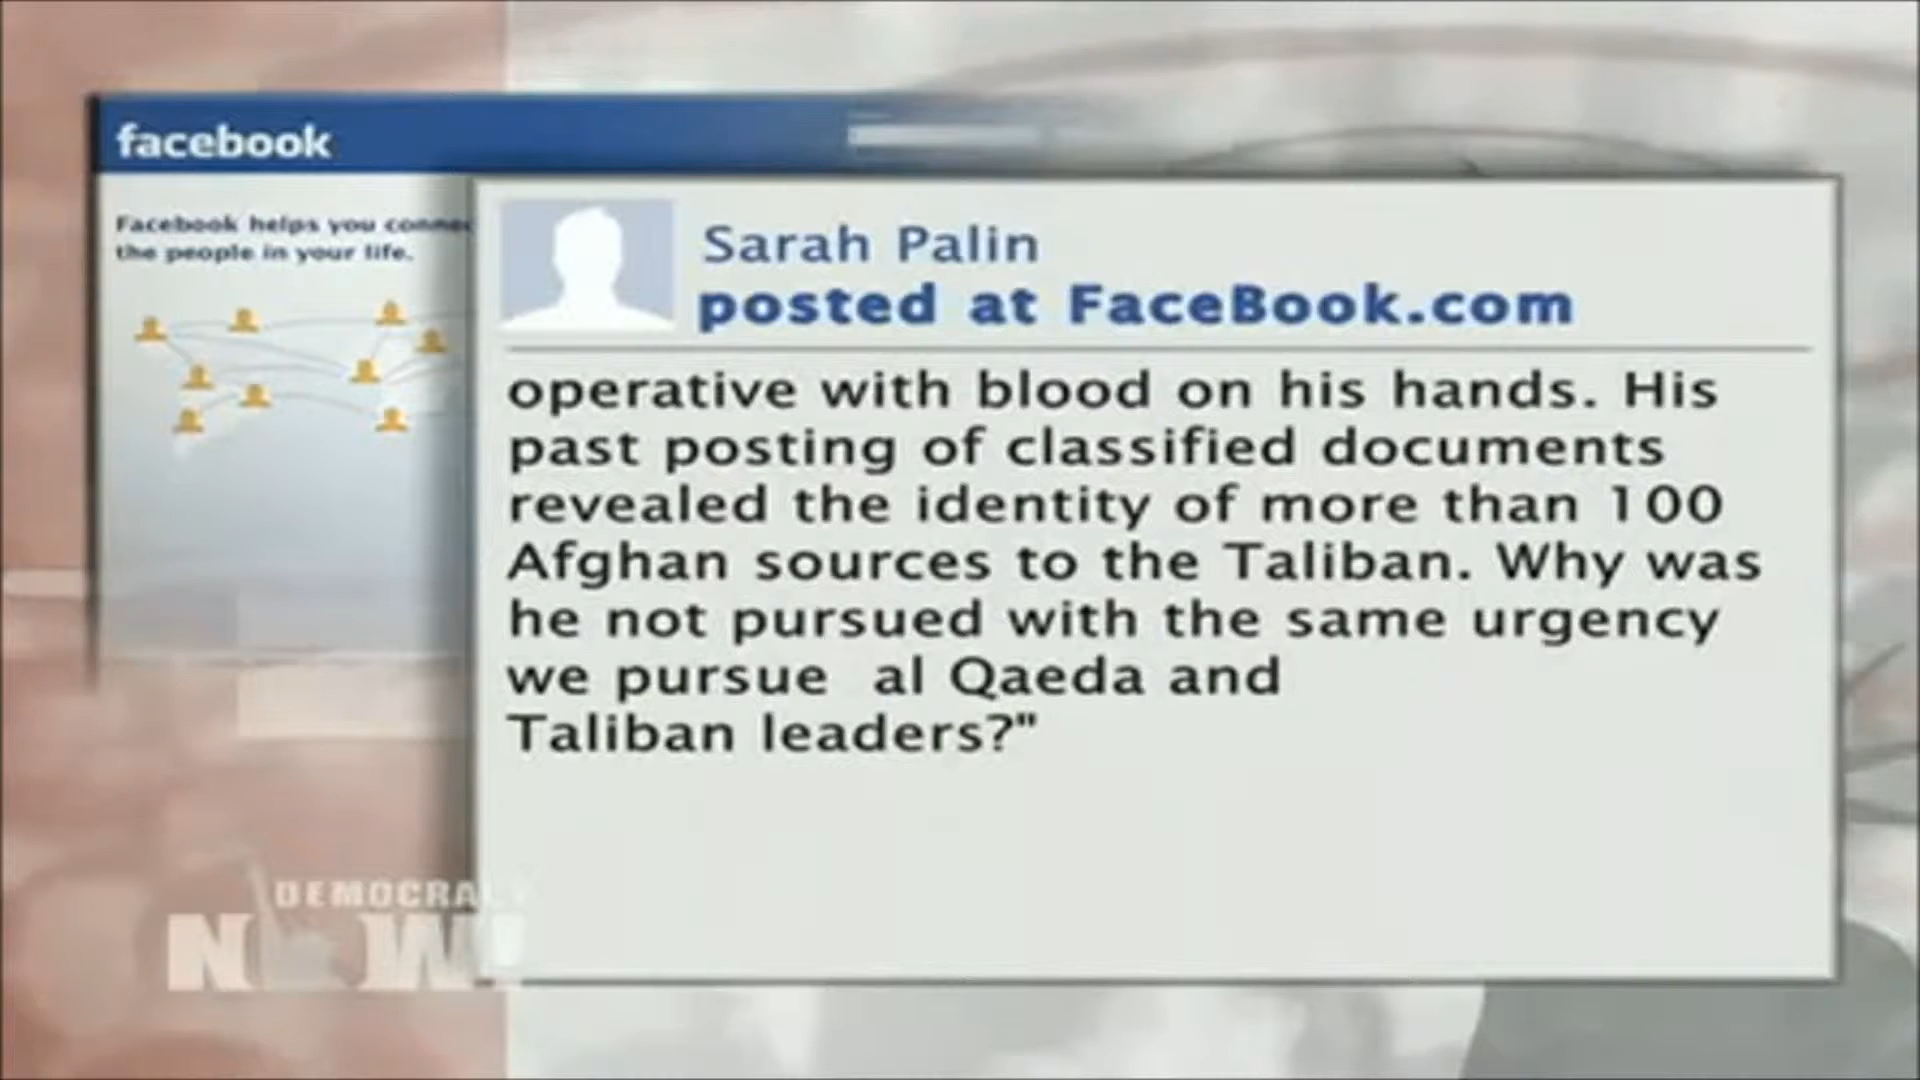 facebook
Facebook helps you connec
the people in your life.
Sarah Palin
posted at FaceBook.com
operative with blood on his hands. His
past posting of classified documents
revealed the identity of more than 100
Afghan sources to the Taliban. Why was
he not pursued with the same urgency
we pursue  al Qaeda and
Taliban leaders?"
DEMOCRACY
NOW!